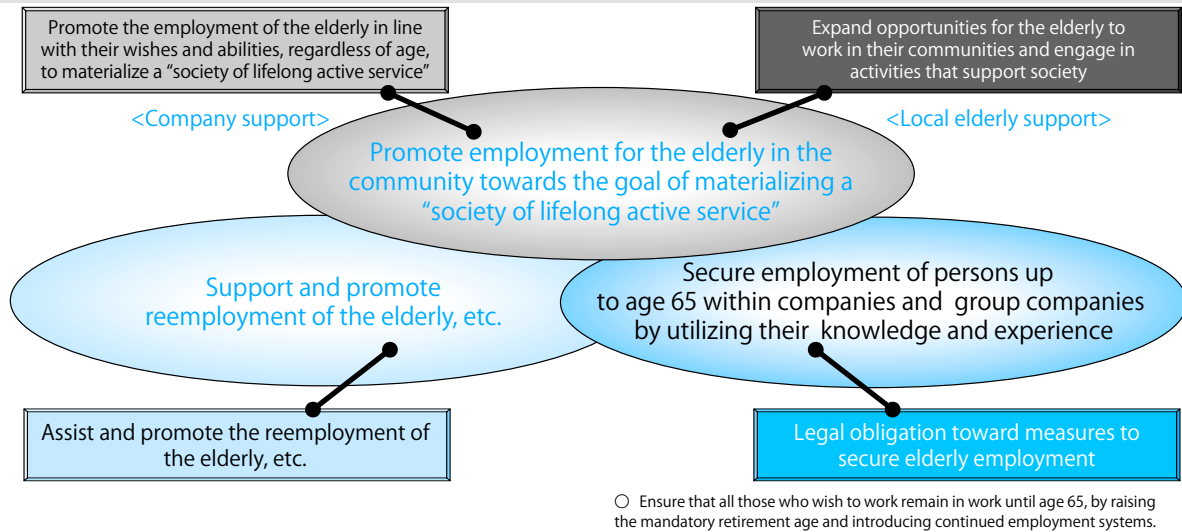 Promote the employment of the elderly in line
with their wishes and abilities, regardless of age,
to materialize a “society of lifelong active service”
Expand opportunities for the elderly to
work in their communities and engage in
activities that support society
<Company support>
<Local elderly support>
Promote employment for the elderly in the
community towards the goal of materializing a
“society of lifelong active service”
Support and promote
reemployment of the elderly, etc.
Secure employment of persons up
to age 65 within companies and group companies
by utilizing their knowledge and experience
Assist and promote the reemployment of
the elderly, etc.
Legal obligation toward measures to
secure elderly employment
○ Ensure that all those who wish to work remain in work until age 65, by raising
the mandatory retirement age and introducing continued employment systems.